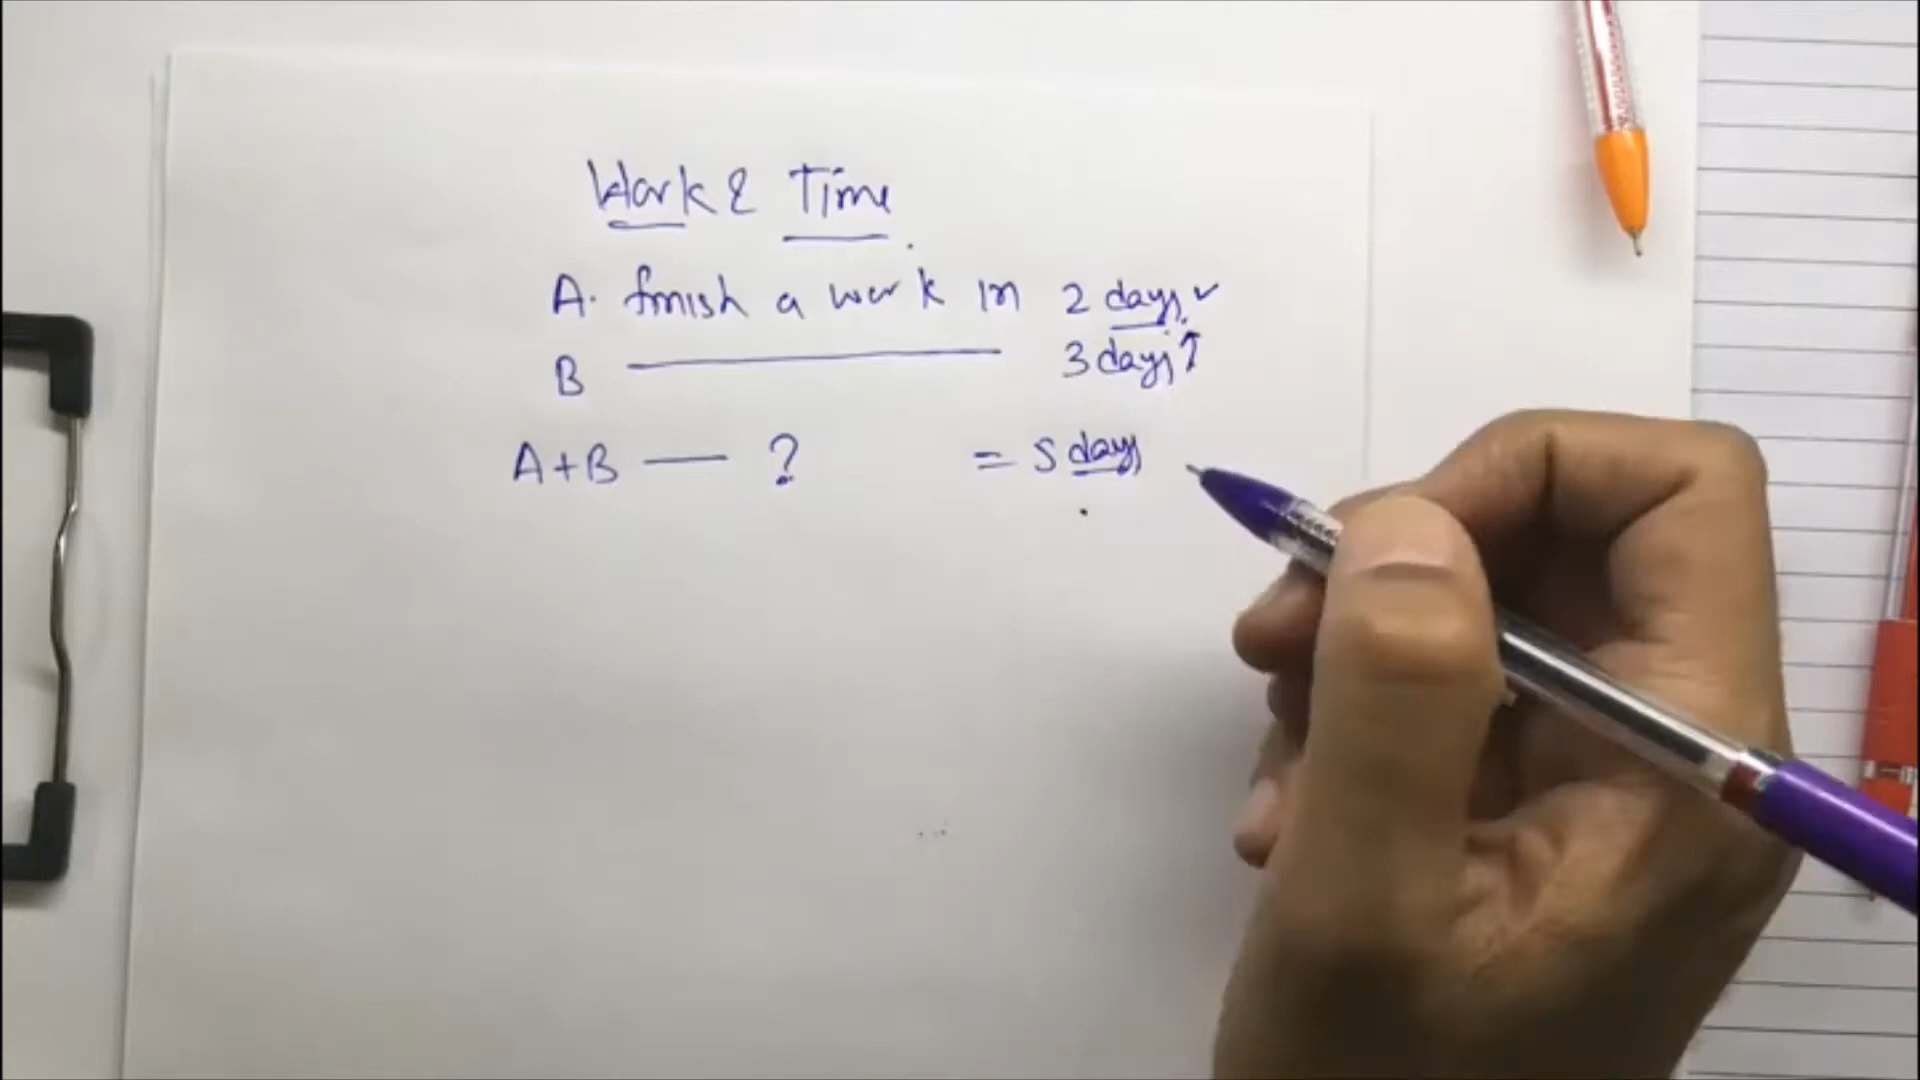 Work & Time
A. finish a work in 2 days ✓
B ——— 3 days ↑
A+B — ? = 5 days